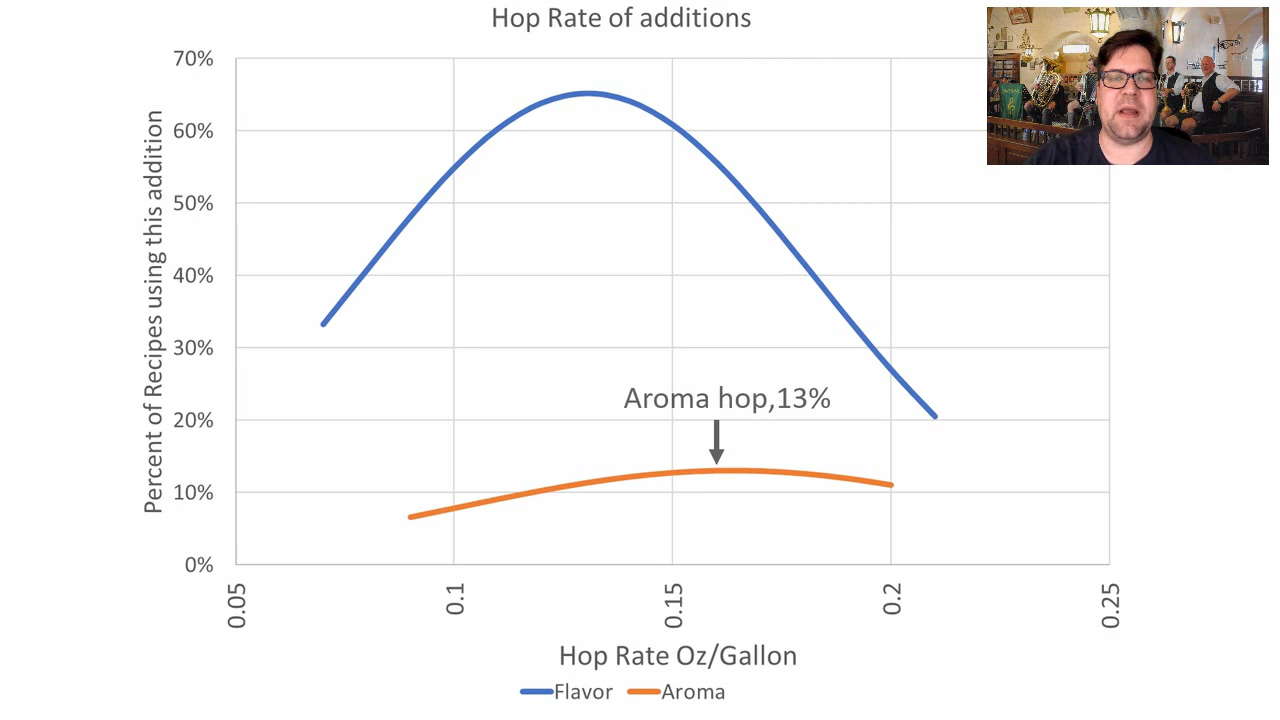 Hop Rate of additions
70%
60%
50%
40%
30%
20%
10%
0%
Percent of Recipes using this addition
Aroma hop,13%
0.05
0.1
0.15
0.2
0.25
Hop Rate Oz/Gallon
Flavor
Aroma